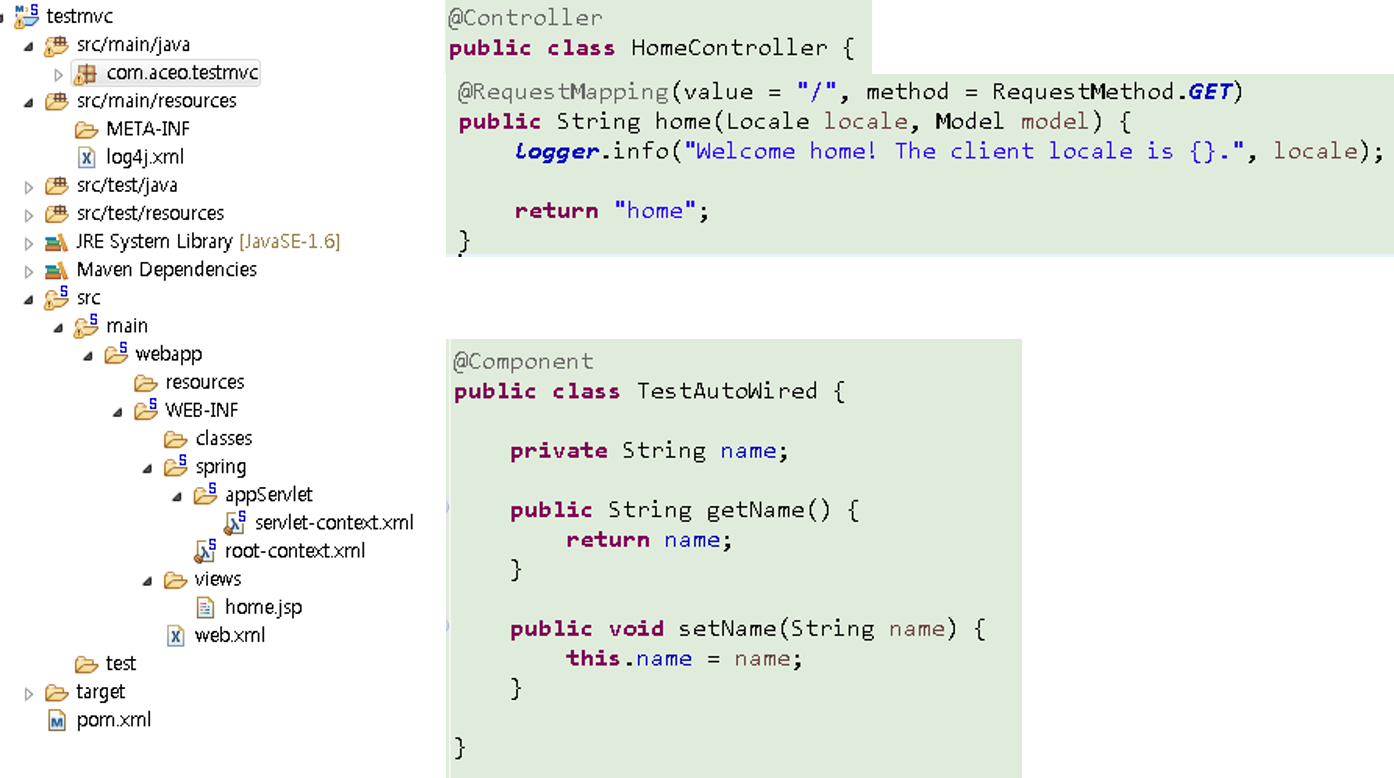 testmvc
src/main/java
com.aceo.testmvc
src/main/resources
META-INF
log4j.xml
src/test/java
src/test/resources
JRE System Library [JavaSE-1.6]
Maven Dependencies
src
main
webapp
resources
WEB-INF
classes
spring
appServlet
servlet-context.xml
root-context.xml
views
home.jsp
web.xml
test
target
pom.xml
@Controller
public class HomeController {
@RequestMapping(value = "/", method = RequestMethod.GET)
public String home(Locale locale, Model model) {
logger.info("Welcome home! The client locale is {}.", locale);
return "home";
}
@Component
public class TestAutoWired {
private String name;
public String getName() {
return name;
}
public void setName(String name) {
this.name = name;
}
}